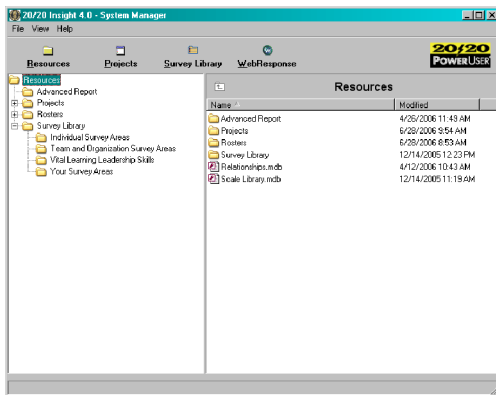 20/20 Insight 4.0 - System Manager
File View Help
Resources Projects Survey Library WebResponse
20/20
POWERUSER
Resources
Advanced Report
Projects
Rosters
Survey Library
Individual Survey Areas
Team and Organization Survey Areas
Vital Learning Leadership Skills
Your Survey Areas
Resources
Name Modified
Advanced Report 4/26/2006 11:49 AM
Projects 6/28/2006 9:54 AM
Rosters 6/28/2006 8:53 AM
Survey Library 12/14/2005 12:23 PM
Relationships.mdb 4/12/2006 10:43 AM
Scale Library.mdb 12/14/2005 11:19 AM